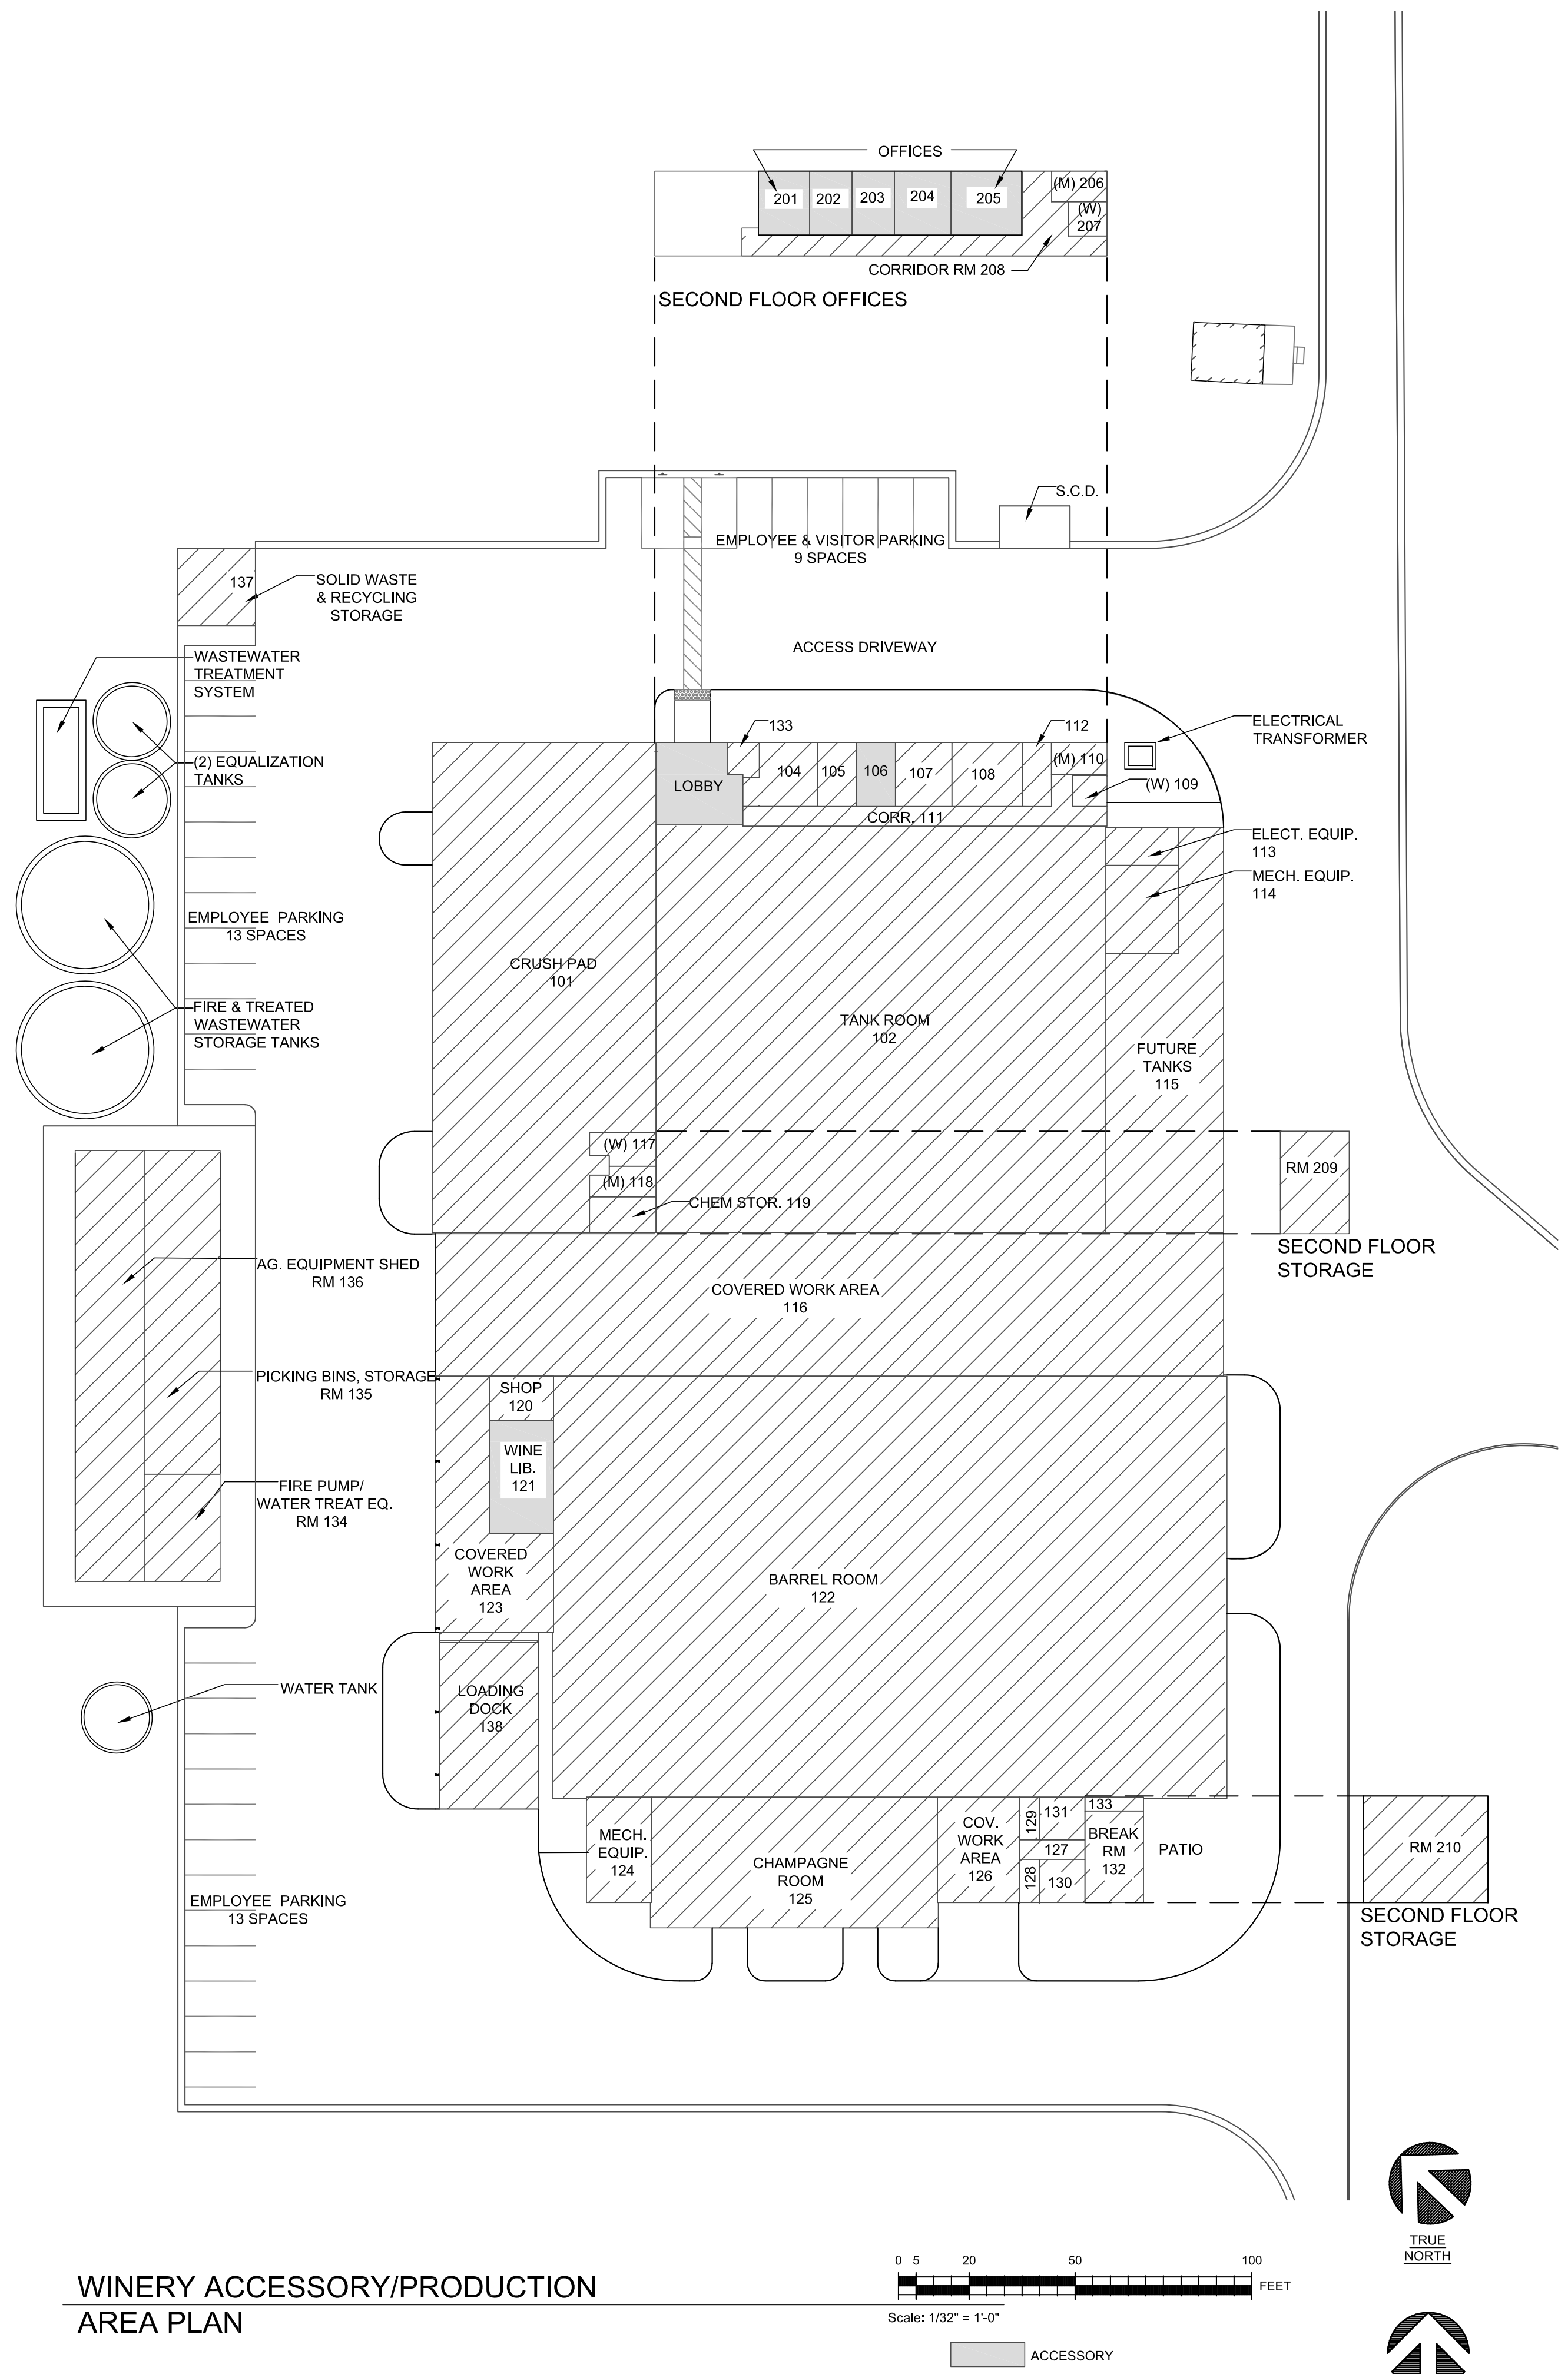 OFFICES
201
202
203
204
205
(M) 206
(W)
207
CORRIDOR RM 208
SECOND FLOOR OFFICES
S.C.D.
EMPLOYEE & VISITOR PARKING
9 SPACES
137
SOLID WASTE
& RECYCLING
STORAGE
ACCESS DRIVEWAY
WASTEWATER
TREATMENT
SYSTEM
(2) EQUALIZATION
TANKS
133
112
ELECTRICAL
TRANSFORMER
LOBBY
104
105
106
107
108
(M) 110
(W) 109
CORR. 111
ELECT. EQUIP.
113
MECH. EQUIP.
114
EMPLOYEE PARKING
13 SPACES
CRUSH PAD
101
FIRE & TREATED
WASTEWATER
STORAGE TANKS
TANK ROOM
102
FUTURE
TANKS
115
(W) 117
(M) 118
CHEM STOR. 119
RM 209
SECOND FLOOR
STORAGE
AG. EQUIPMENT SHED
RM 136
COVERED WORK AREA
116
PICKING BINS, STORAGE
RM 135
SHOP
120
WINE
LIB.
121
FIRE PUMP/
WATER TREAT EQ.
RM 134
COVERED
WORK
AREA
123
BARREL ROOM
122
WATER TANK
LOADING
DOCK
138
MECH.
EQUIP.
124
CHAMPAGNE
ROOM
125
COV.
WORK
AREA
126
129
131
127
128
130
133
BREAK
RM
132
PATIO
RM 210
SECOND FLOOR
STORAGE
EMPLOYEE PARKING
13 SPACES
TRUE
NORTH
WINERY ACCESSORY/PRODUCTION
AREA PLAN
0 5 20 50 100
FEET
Scale: 1/32" = 1'-0"
ACCESSORY